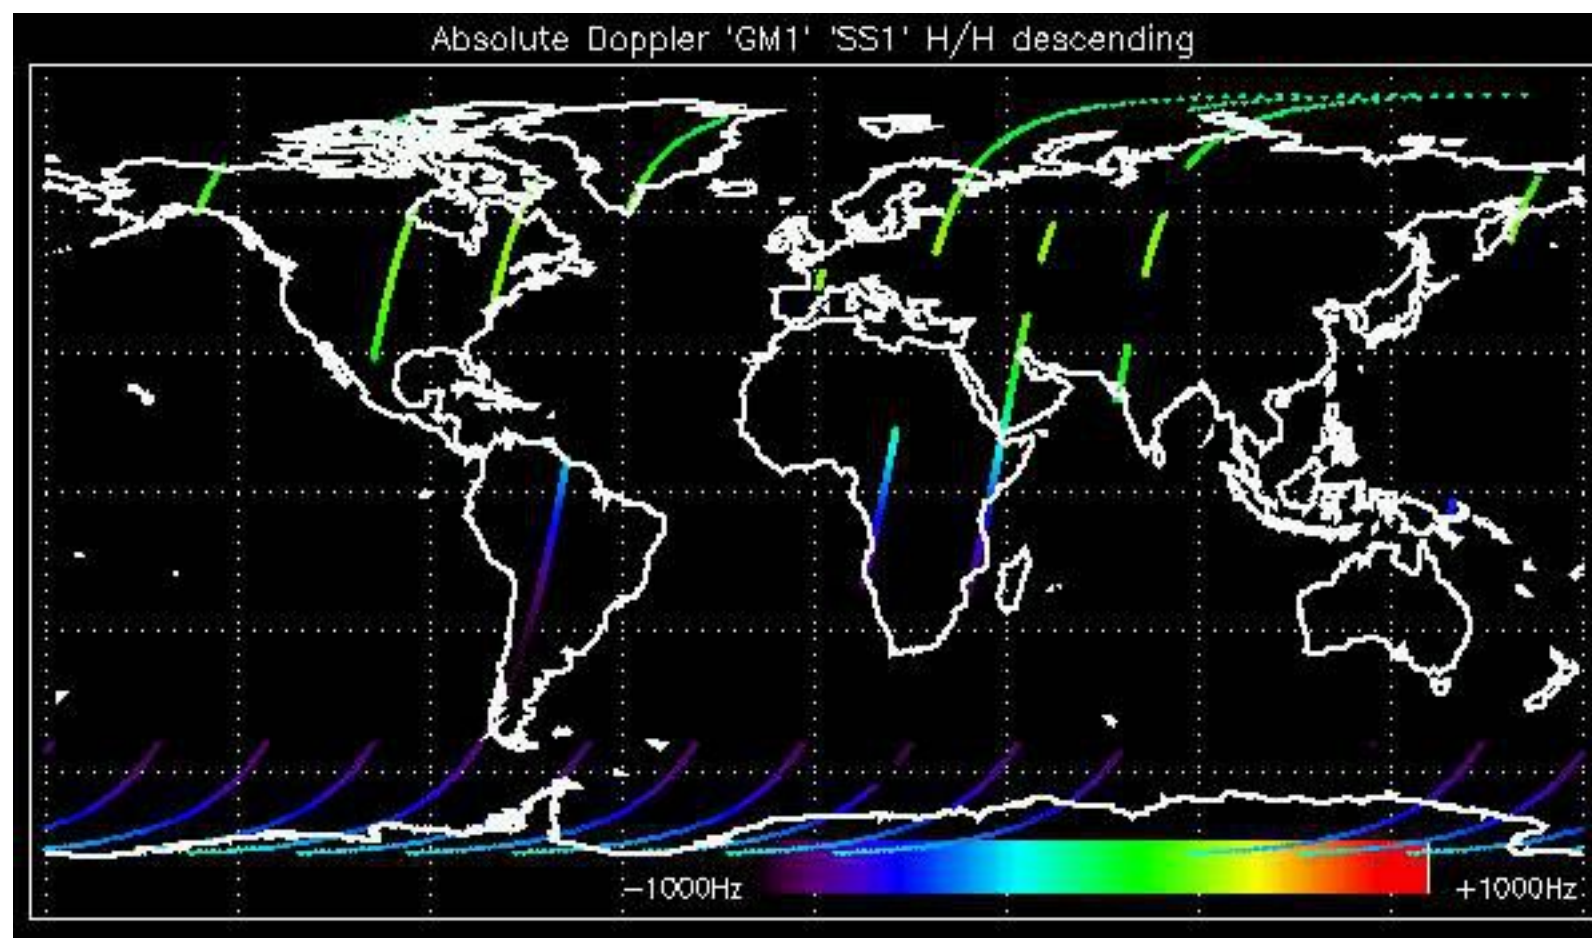 Absolute Doppler 'GM1' 'SS1' H/H descending
-1000Hz
+1000Hz